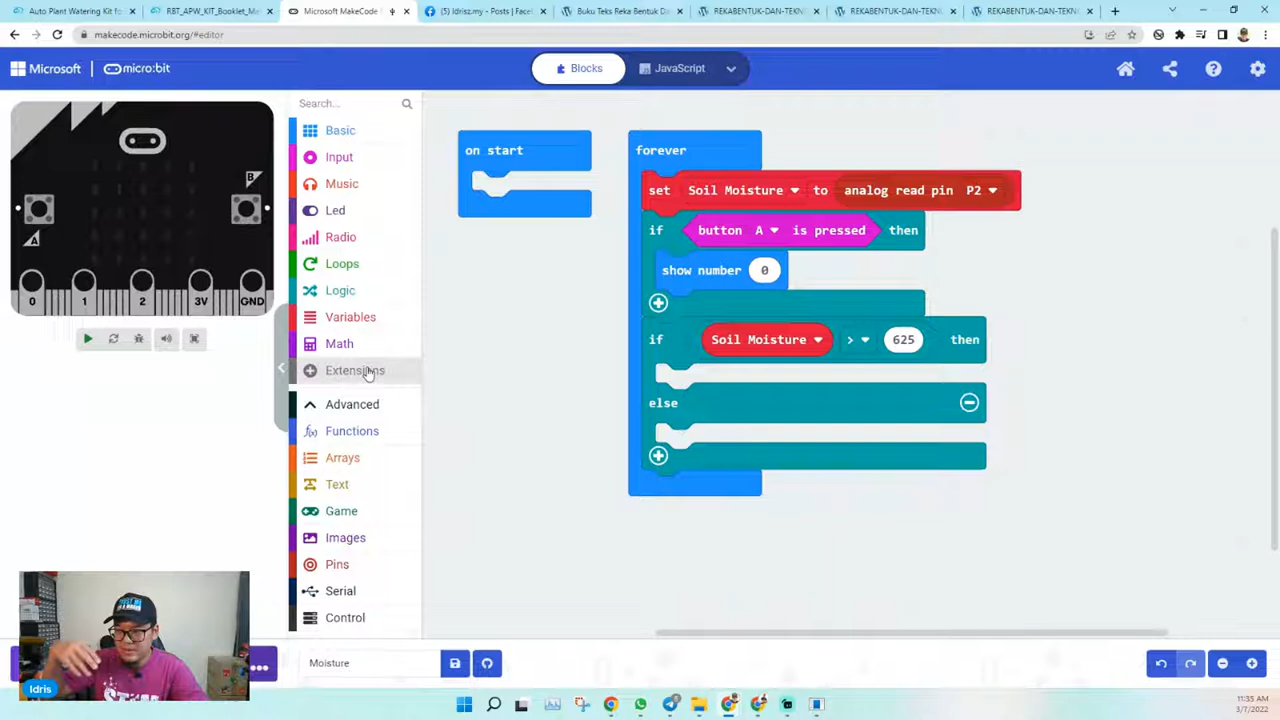 Auto Plant Watering Kit fo
RBT_APW_KIT_Booklet_M
Microsoft MakeCode
(5) Idrisz.my - Posts | Fac
Buku Teks Reka Bentuk Da
REKABENTUK-DAN-TEKN
REKABENTUK-DAN-TEKN
REKABENTUK-DAN-TEKN
makecode.microbit.org/#editor
Microsoft
micro:bit
Blocks
JavaScript
Search...
Basic
Input
Music
Led
Radio
Loops
Logic
Variables
Math
Extensions
Advanced
Functions
Arrays
Text
Game
Images
Pins
Serial
Control
A
B
0 1 2 3V GND
on start
forever
set Soil Moisture to analog read pin P2
if button A is pressed then
show number 0
if Soil Moisture > 625 then
else
Idris
Moisture
11:35 AM
3/7/2022